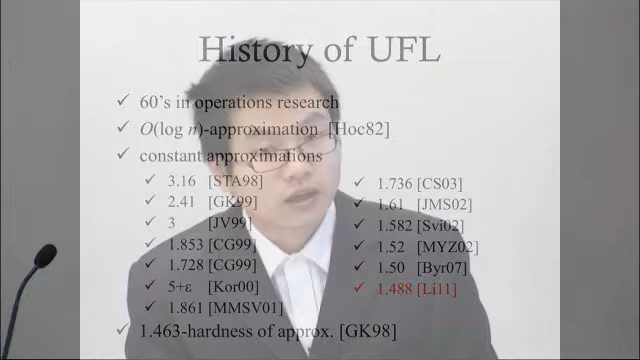 History of UFL
✓ 60's in operations research
✓ O(log n)-approximation [Hoc82]
✓ constant approximations
✓ 3.16 [STA98]
✓ 2.41 [GK99]
✓ 3 [JV99]
✓ 1.853 [CG99]
✓ 1.728 [CG99]
✓ 5+ε [Kor00]
✓ 1.861 [MMSV01]
✓ 1.736 [CS03]
✓ 1.61 [JMS02]
✓ 1.582 [Svi02]
✓ 1.52 [MYZ02]
✓ 1.50 [Byr07]
✓ 1.488 [Li11]
✓ 1.463-hardness of approx. [GK98]